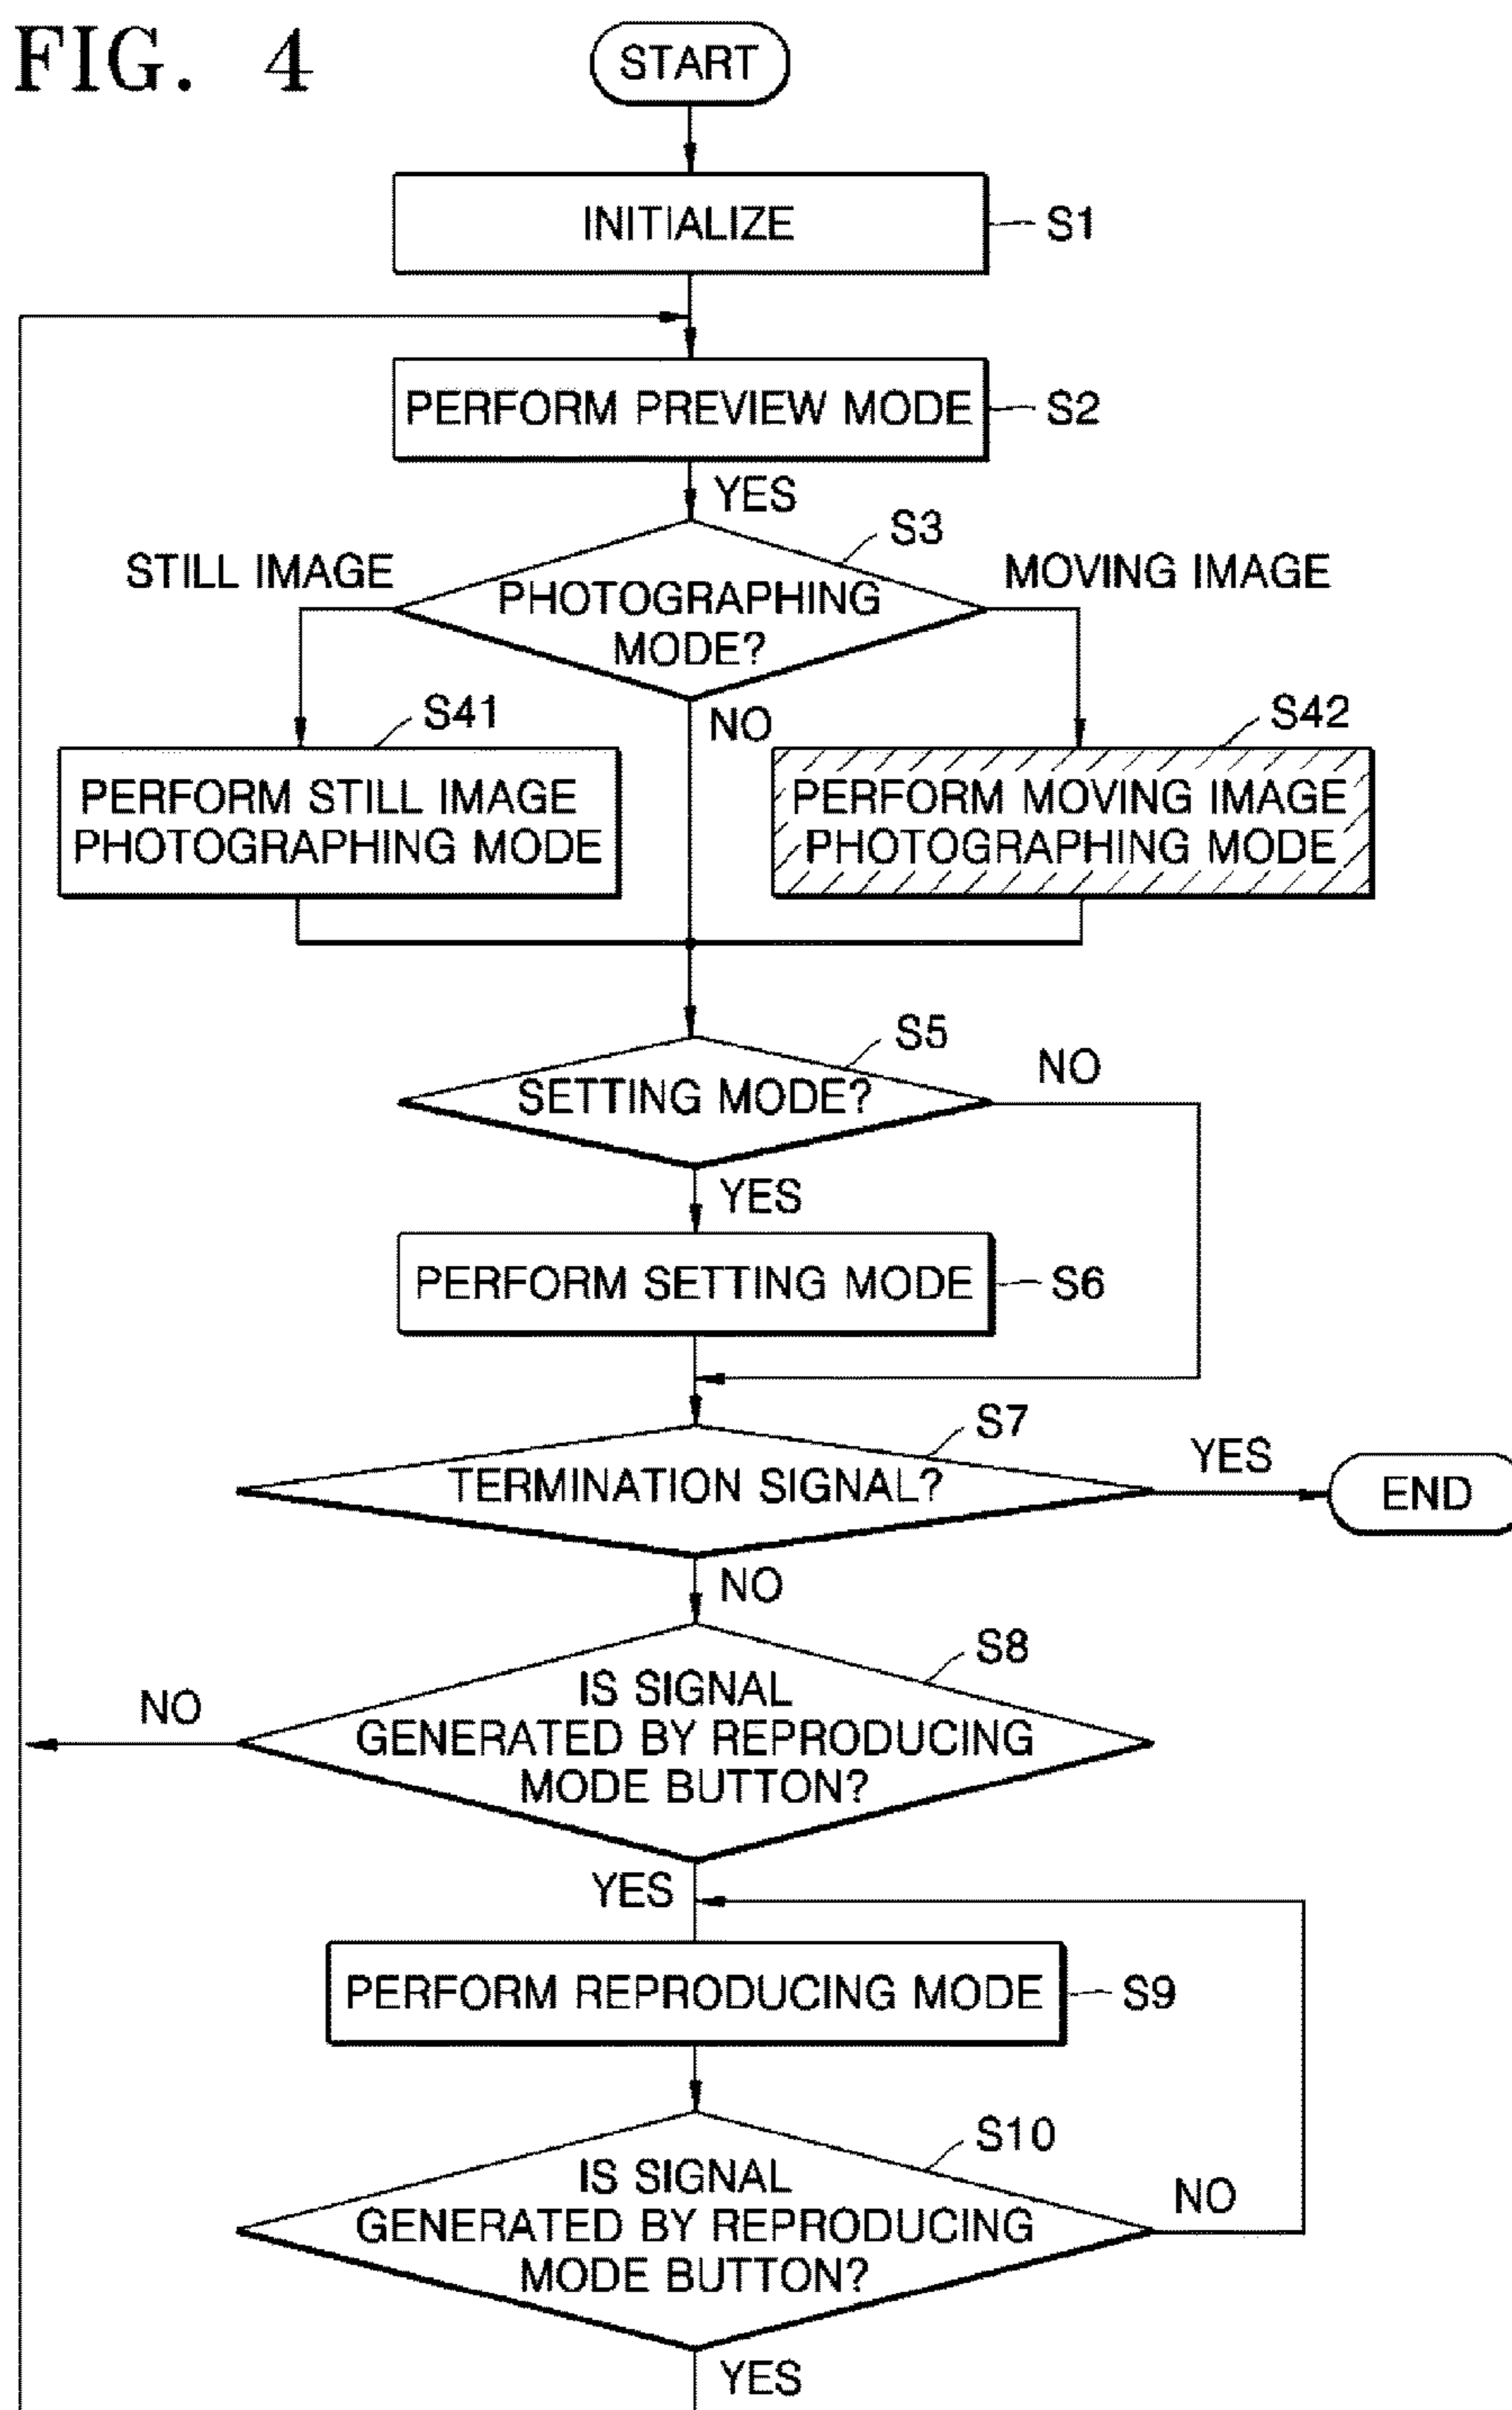 FIG. 4
START
INITIALIZE
S1
PERFORM PREVIEW MODE
S2
YES
S3
STILL IMAGE
MOVING IMAGE
PHOTOGRAPHING
MODE?
S41
NO
S42
PERFORM STILL IMAGE
PHOTOGRAPHING MODE
PERFORM MOVING IMAGE
PHOTOGRAPHING MODE
S5
NO
SETTING MODE?
YES
PERFORM SETTING MODE
S6
S7
YES
TERMINATION SIGNAL?
END
NO
S8
NO
IS SIGNAL
GENERATED BY REPRODUCING
MODE BUTTON?
YES
PERFORM REPRODUCING MODE
S9
S10
NO
IS SIGNAL
GENERATED BY REPRODUCING
MODE BUTTON?
YES